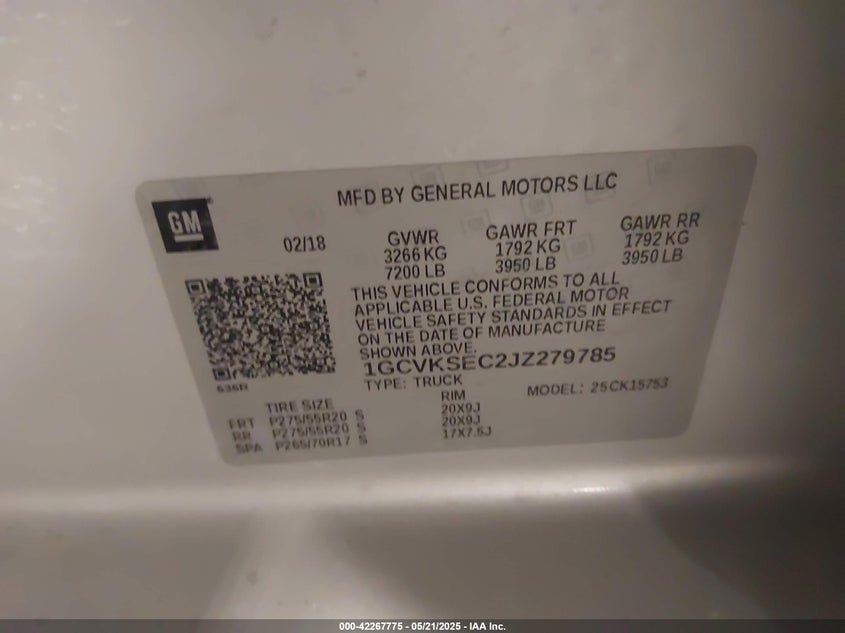 MFD BY GENERAL MOTORS LLC
GM
02/18
GVWR
3266 KG
7200 LB
GAWR FRT
1792 KG
3950 LB
GAWR RR
1792 KG
3950 LB
THIS VEHICLE CONFORMS TO ALL
APPLICABLE U.S. FEDERAL MOTOR
VEHICLE SAFETY STANDARDS IN EFFECT
ON THE DATE OF MANUFACTURE
SHOWN ABOVE.
1GCVKSEC2JZ279785
TYPE: TRUCK
MODEL: 25CK15753
TIRE SIZE RIM
FRT P275/55R20 S 20X9J
RR P275/55R20 S 20X9J
SPA P265/70R17 S 17X7.5J
000-42267775 - 05/21/2025 - IAA Inc.